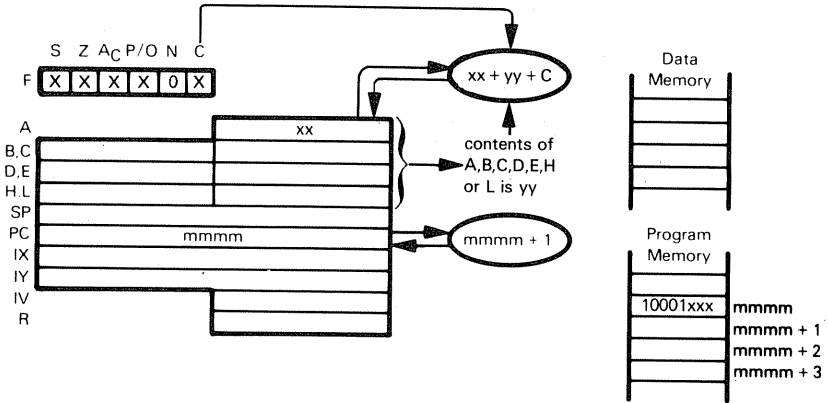 S Z AC P/O N C
F X X X X 0 X
xx + yy + C
Data
Memory
A xx
B,C
D,E
H.L
SP
PC mmmm
IX
IY
IV
R
contents of
A,B,C,D,E,H
or L is yy
mmmm + 1
Program
Memory
10001xxx mmmm
mmmm + 1
mmmm + 2
mmmm + 3